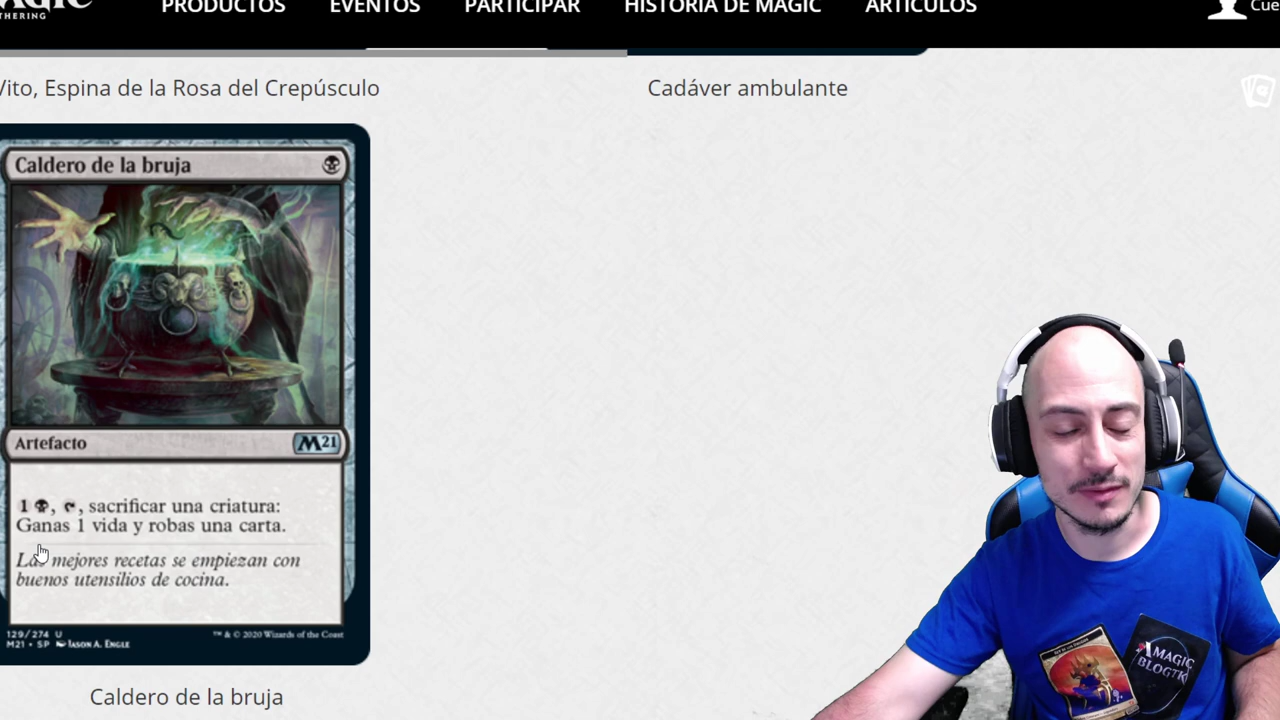 PRODUCTOS EVENTOS PARTICIPAR HISTORIA DE MAGIC ARTÍCULOS Cue
THERING
Vito, Espina de la Rosa del Crepúsculo
Cadáver ambulante
Caldero de la bruja
Artefacto
M21
1 , , sacrificar una criatura:
Ganas 1 vida y robas una carta.
Las mejores recetas se empiezan con
buenos utensilios de cocina.
129/274 U
M21 • SP JASON A. ENGLE
™ & © 2020 Wizards of the Coast
Caldero de la bruja
MAGIC
BLOGTK